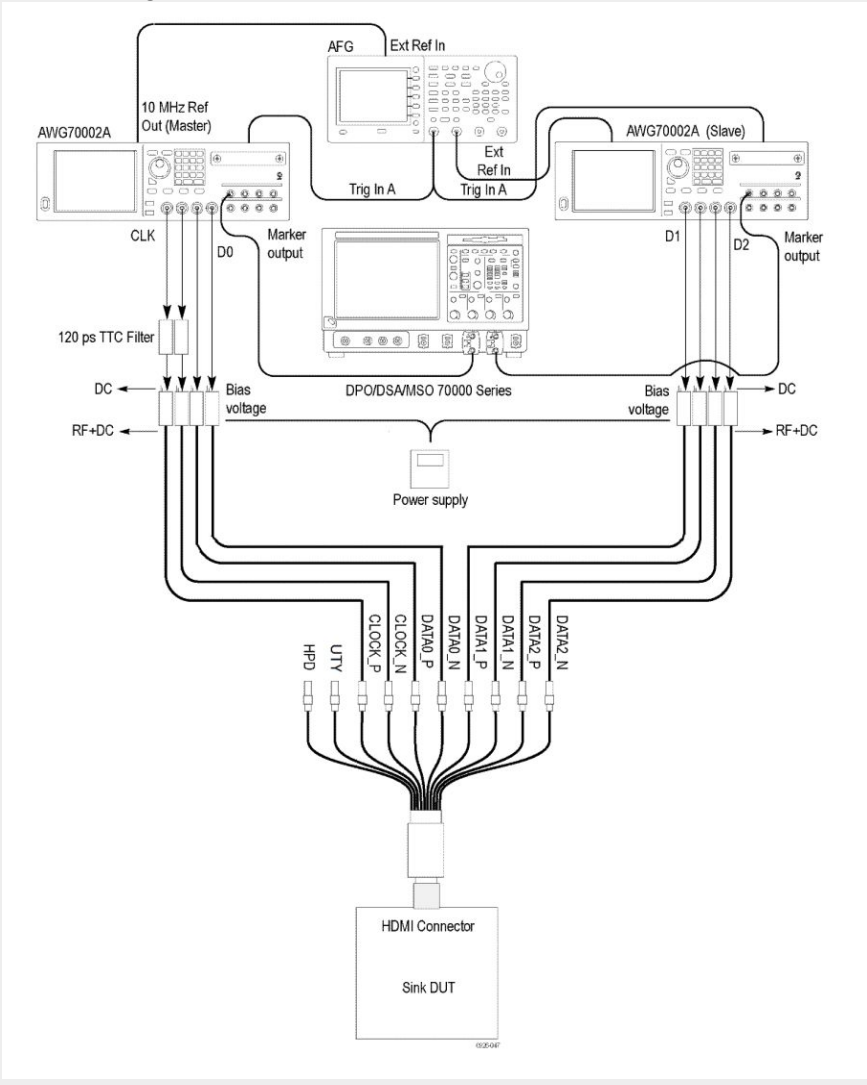 AFG
Ext Ref In
10 MHz Ref
Out (Master)
AWG70002A
AWG70002A (Slave)
Ext
Ref In
Trig In A
Trig In A
CLK
D0
Marker
output
D1
D2
Marker
output
120 ps TTC Filter
DC
Bias
voltage
DPO/DSA/MSO 70000 Series
Bias
voltage
DC
RF+DC
RF+DC
Power supply
HPD
UTY
CLOCK_P
CLOCK_N
DATA0_P
DATA0_N
DATA1_P
DATA1_N
DATA2_P
DATA2_N
HDMI Connector
Sink DUT